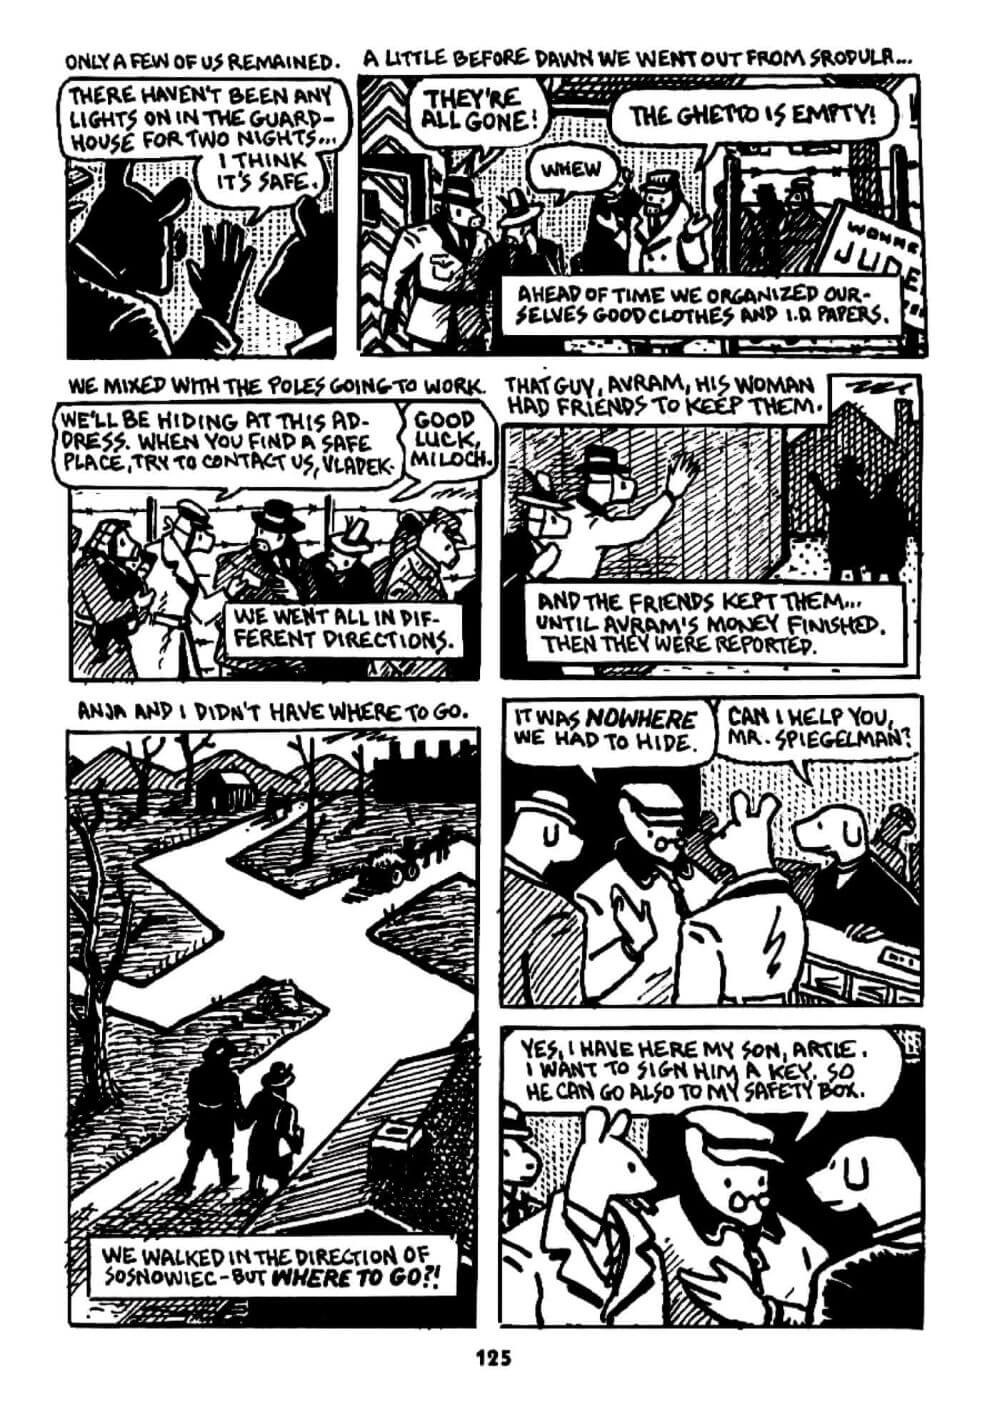 ONLY A FEW OF US REMAINED.
THERE HAVEN'T BEEN ANY
LIGHTS ON IN THE GUARD-
HOUSE FOR TWO NIGHTS...
I THINK
IT'S SAFE.
A LITTLE BEFORE DAWN WE WENT OUT FROM SRODULA...
THEY'RE
ALL GONE!
WHEW
THE GHETTO IS EMPTY!
WOHNE
JUDE
AHEAD OF TIME WE ORGANIZED OUR-
SELVES GOOD CLOTHES AND I.D. PAPERS.
WE MIXED WITH THE POLES GOING TO WORK.
WE'LL BE HIDING AT THIS AD-
DRESS. WHEN YOU FIND A SAFE
PLACE, TRY TO CONTACT US, VLADEK.
GOOD
LUCK,
MILOCH.
WE WENT ALL IN DIF-
FERENT DIRECTIONS.
THAT GUY, AVRAM, HIS WOMAN
HAD FRIENDS TO KEEP THEM.
AND THE FRIENDS KEPT THEM...
UNTIL AVRAM'S MONEY FINISHED.
THEN THEY WERE REPORTED.
ANJA AND I DIDN'T HAVE WHERE TO GO.
WE WALKED IN THE DIRECTION OF
SOSNOWIEC-BUT WHERE TO GO?!
IT WAS NOWHERE
WE HAD TO HIDE.
CAN I HELP YOU,
MR. SPIEGELMAN?
YES, I HAVE HERE MY SON, ARTIE.
I WANT TO SIGN HIM A KEY. SO
HE CAN GO ALSO TO MY SAFETY BOX.
125